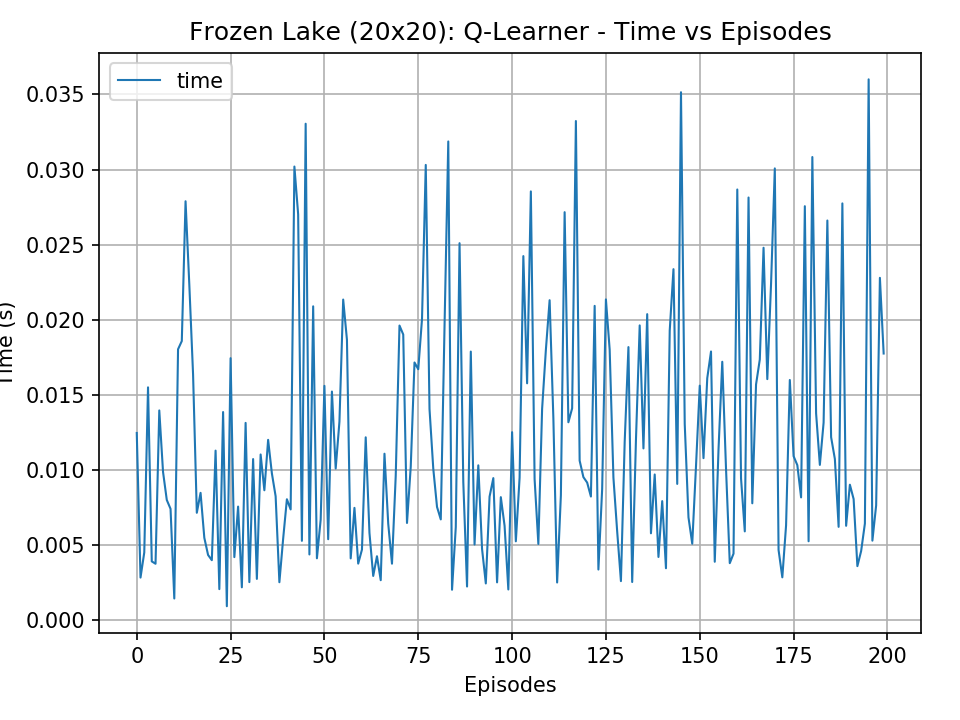 Frozen Lake (20x20): Q-Learner - Time vs Episodes
time
0.035
0.030
0.025
0.020
0.015
0.010
0.005
0.000
Time (s)
0 25 50 75 100 125 150 175 200
Episodes